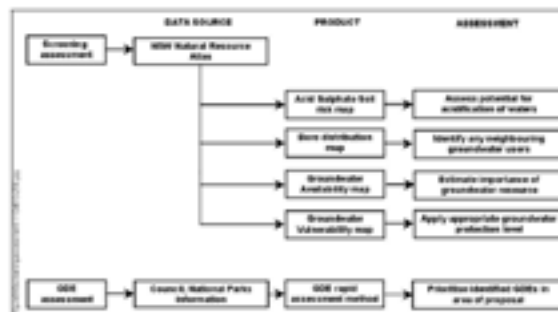 DATA SOURCE
PRODUCT
ASSESSMENT
Screening
assessment
NSW Natural Resource
Atlas
Acid Sulphate Soil
risk map
Assess potential for
acidification of waters
Bore distribution
map
Identify any neighbouring
groundwater users
Groundwater
Availability map
Estimate importance of
groundwater resource
Groundwater
Vulnerability map
Apply appropriate groundwater
protection level
GDE
assessment
Council, National Parks
information
GDE rapid
assessment method
Prioritise identified GDEs in
area of proposal